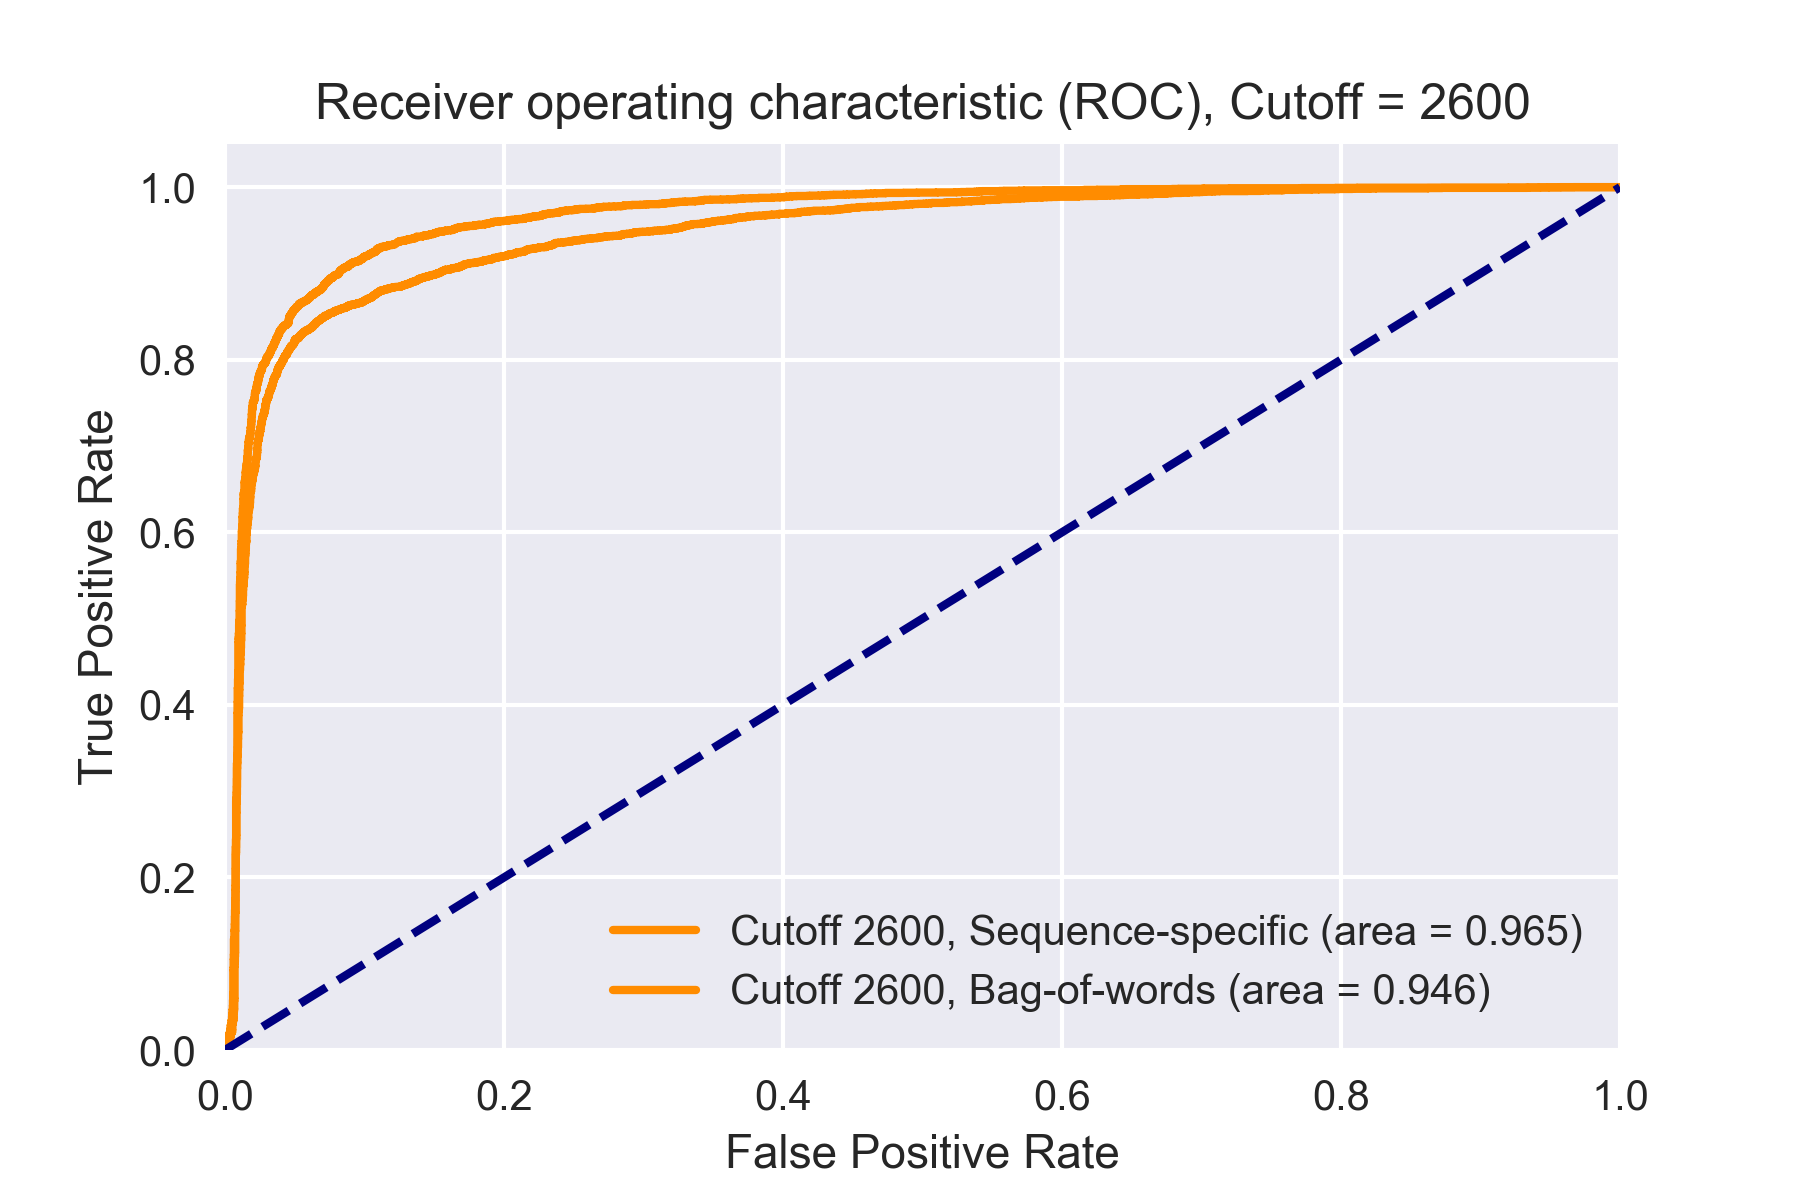 Receiver operating characteristic (ROC), Cutoff = 2600
1.0
0.8
0.6
0.4
0.2
0.0
True Positive Rate
Cutoff 2600, Sequence-specific (area = 0.965)
Cutoff 2600, Bag-of-words (area = 0.946)
0.0 0.2 0.4 0.6 0.8 1.0
False Positive Rate